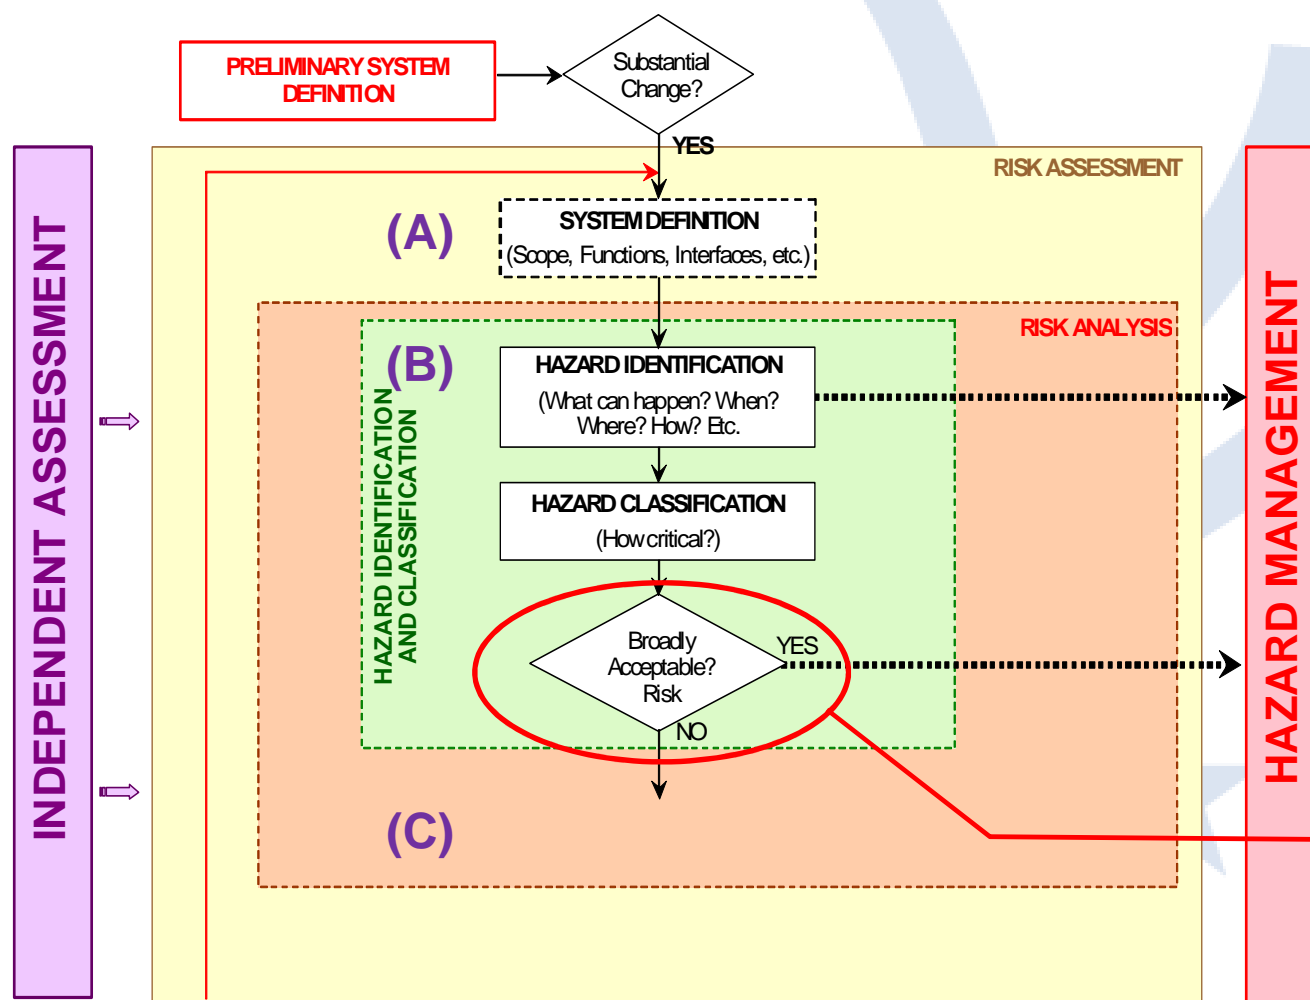 PRELIMINARY SYSTEM
DEFINITION
Substantial
Change?
YES
RISK ASSESSMENT
INDEPENDENT ASSESSMENT
(A)
SYSTEM DEFINITION
(Scope, Functions, Interfaces, etc.)
RISK ANALYSIS
(B)
HAZARD IDENTIFICATION
(What can happen? When?
Where? How? Etc.
HAZARD IDENTIFICATION
AND CLASSIFICATION
HAZARD CLASSIFICATION
(How critical?)
Broadly
Acceptable?
Risk
YES
NO
(C)
HAZARD MANAGEMENT